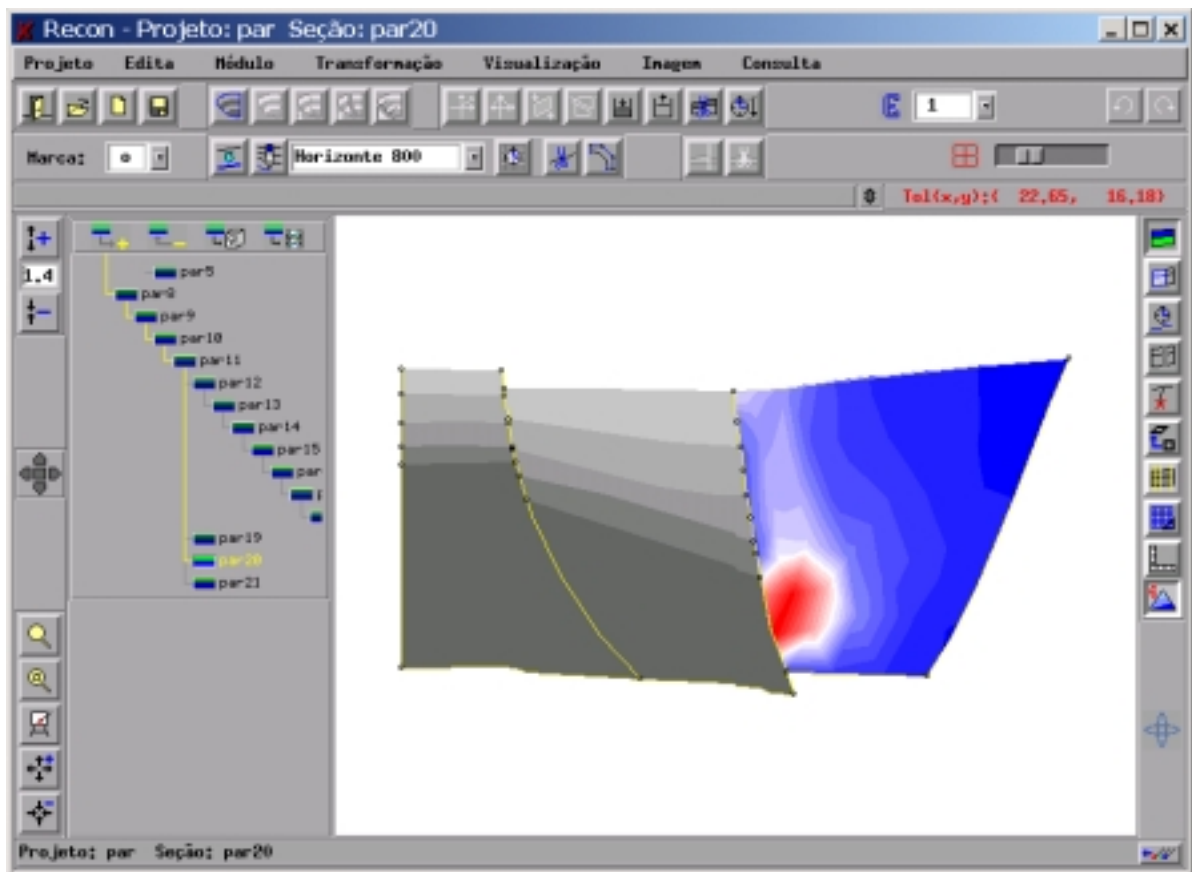 Recon - Projeto: par Seção: par20
Projeto Edita Módulo Transformação Visualização Imagem Consulta
1
Marca: Horizonte 800
Tol(x,y):( 22,65, 16,18)
1.4
par5
par8
par9
par10
par11
par12
par13
par14
par15
par
par19
par20
par21
Projeto: par Seção: par20